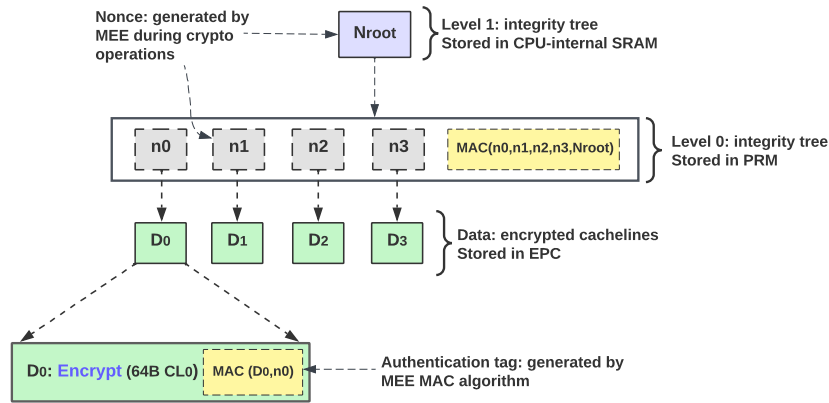 Nonce: generated by
MEE during crypto
operations
Nroot
Level 1: integrity tree
Stored in CPU-internal SRAM
n0
n1
n2
n3
MAC(n0,n1,n2,n3,Nroot)
Level 0: integrity tree
Stored in PRM
D0
D1
D2
D3
Data: encrypted cachelines
Stored in EPC
D0: Encrypt (64B CL0)
MAC (D0,n0)
Authentication tag: generated by
MEE MAC algorithm